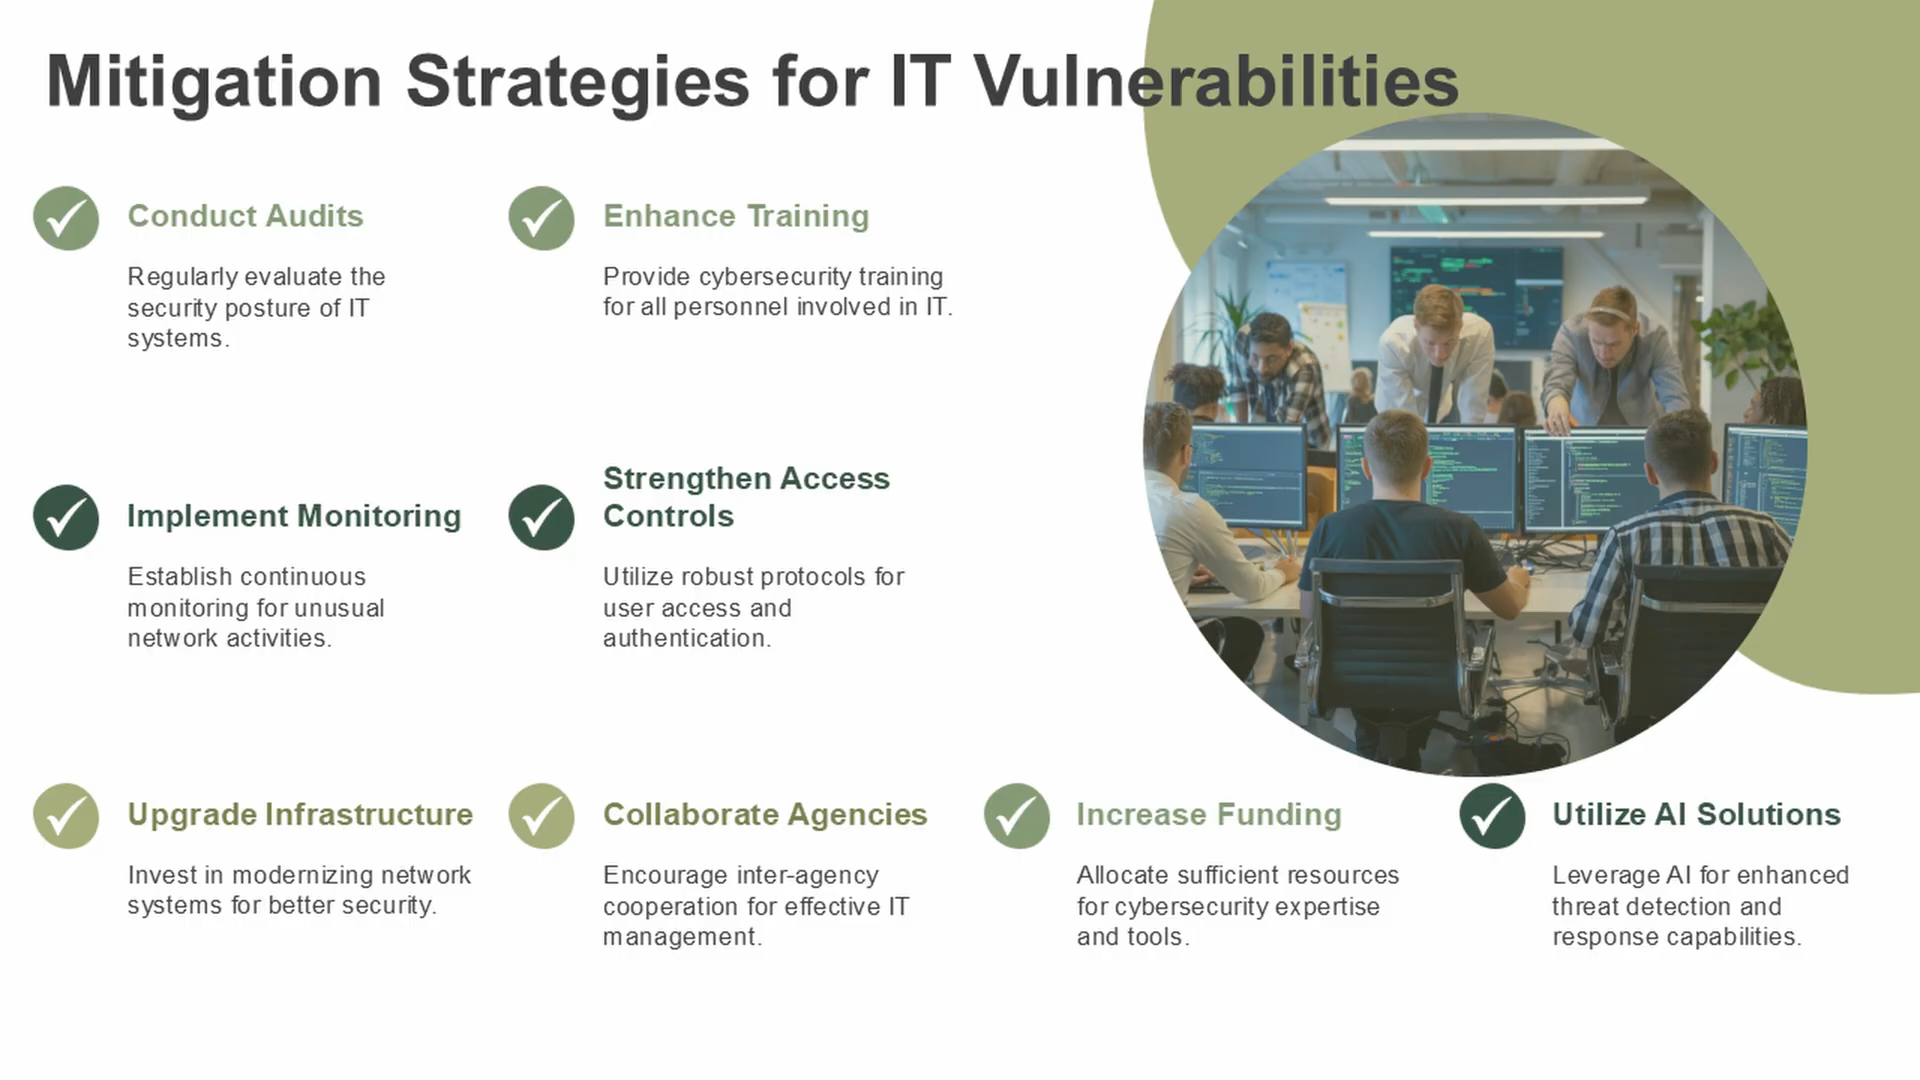 Mitigation Strategies for IT Vulnerabilities
Conduct Audits
Regularly evaluate the
security posture of IT
systems.
Enhance Training
Provide cybersecurity training
for all personnel involved in IT.
Implement Monitoring
Establish continuous
monitoring for unusual
network activities.
Strengthen Access
Controls
Utilize robust protocols for
user access and
authentication.
Upgrade Infrastructure
Invest in modernizing network
systems for better security.
Collaborate Agencies
Encourage inter-agency
cooperation for effective IT
management.
Increase Funding
Allocate sufficient resources
for cybersecurity expertise
and tools.
Utilize AI Solutions
Leverage AI for enhanced
threat detection and
response capabilities.